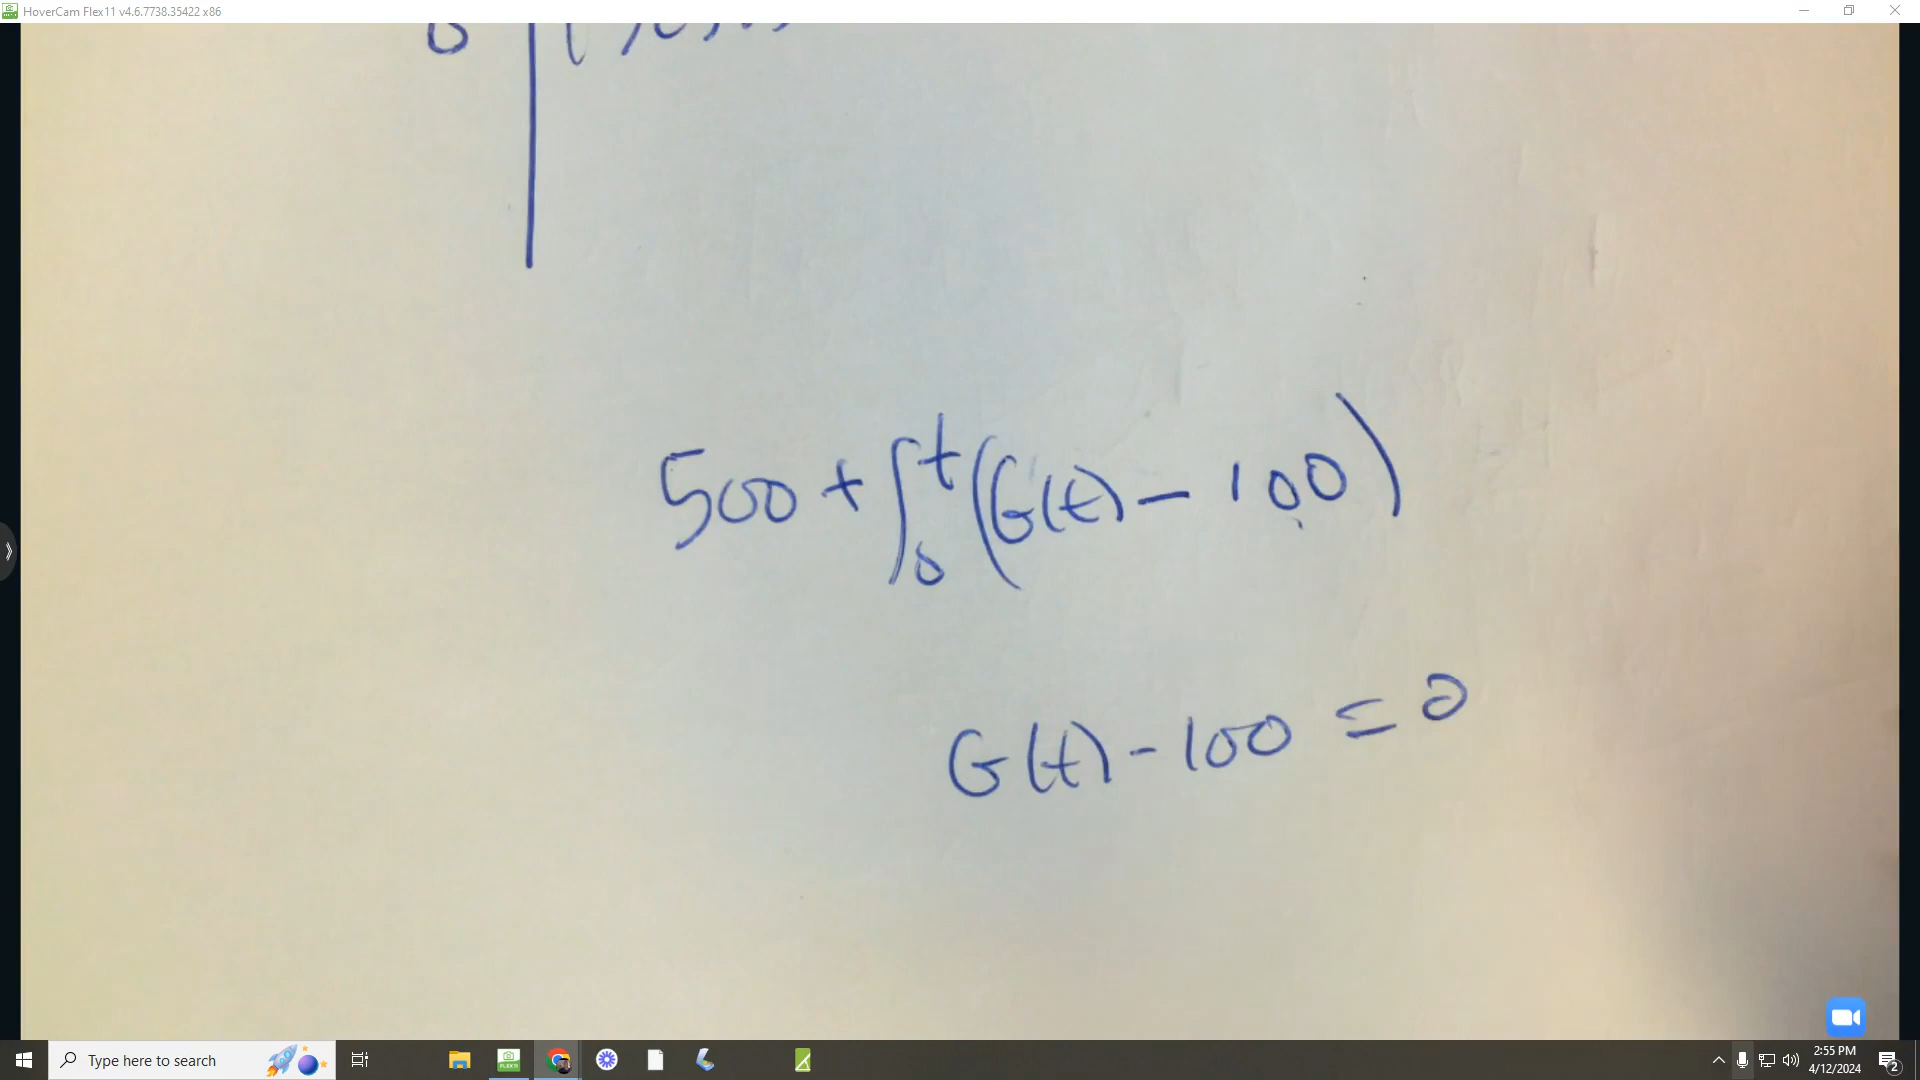 HoverCam Flex11 v4.6.7738.35422 x86
500 + ∫₀ᵗ (G(t) - 100)
G(t) - 100 = 0
Type here to search
2:55 PM
4/12/2024
2